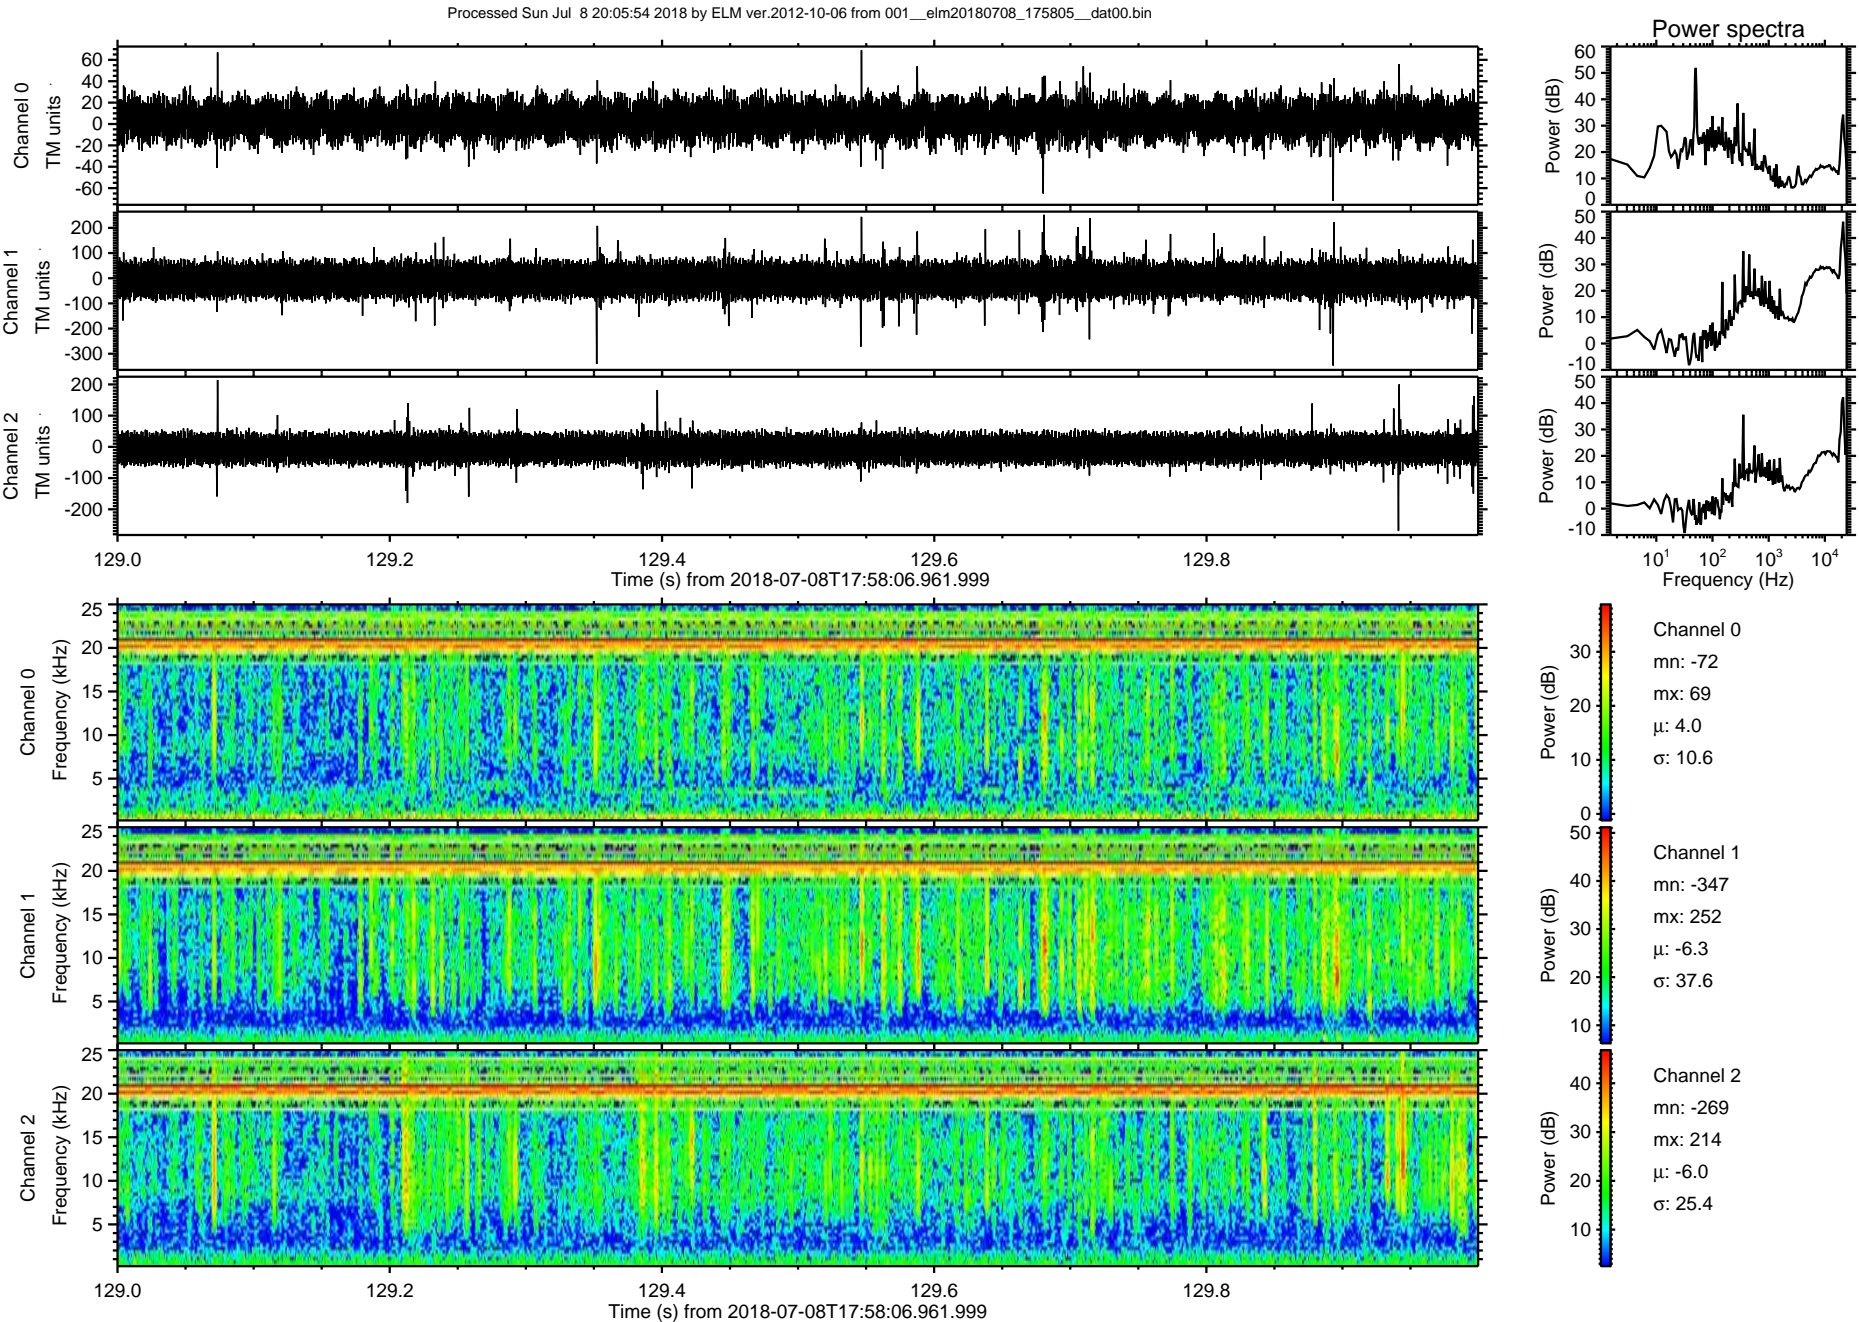 Processed Sun Jul  8 20:05:54 2018 by ELM ver.2012-10-06 from 001__elm20180708_175805__dat00.bin
Power spectra
Channel 0
TM units
60
40
20
0
-20
-40
-60
Power (dB)
60
50
40
30
20
10
0
Channel 1
TM units
200
100
0
-100
-200
-300
Power (dB)
50
40
30
20
10
0
-10
Channel 2
TM units
200
100
0
-100
-200
Power (dB)
50
40
30
20
10
0
-10
129.0 129.2 129.4 129.6 129.8
Time (s) from 2018-07-08T17:58:06.961.999
10¹ 10² 10³ 10⁴
Frequency (Hz)
Channel 0
Frequency (kHz)
25
20
15
10
5
Power (dB)
30
20
10
0
Channel 0
mn: -72
mx: 69
μ: 4.0
σ: 10.6
Channel 1
Frequency (kHz)
25
20
15
10
5
Power (dB)
50
40
30
20
10
Channel 1
mn: -347
mx: 252
μ: -6.3
σ: 37.6
Channel 2
Frequency (kHz)
25
20
15
10
5
Power (dB)
40
30
20
10
Channel 2
mn: -269
mx: 214
μ: -6.0
σ: 25.4
129.0 129.2 129.4 129.6 129.8
Time (s) from 2018-07-08T17:58:06.961.999